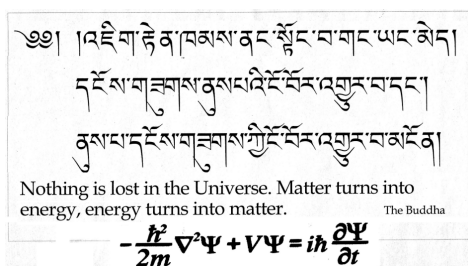 ༄༅། །འཇིག་རྟེན་ཁམས་ནང་སྟོང་བ་གང་ཡང་མེད།
དངོས་གཟུགས་ནུས་པའི་ངོ་བོར་འགྱུར་བ་དང་།
ནུས་པ་དངོས་གཟུགས་ཀྱི་ངོ་བོར་འགྱུར་བ་མངོན།
Nothing is lost in the Universe. Matter turns into
energy, energy turns into matter. The Buddha
-ℏ²/2m ∇²Ψ + VΨ = iℏ ∂Ψ/∂t